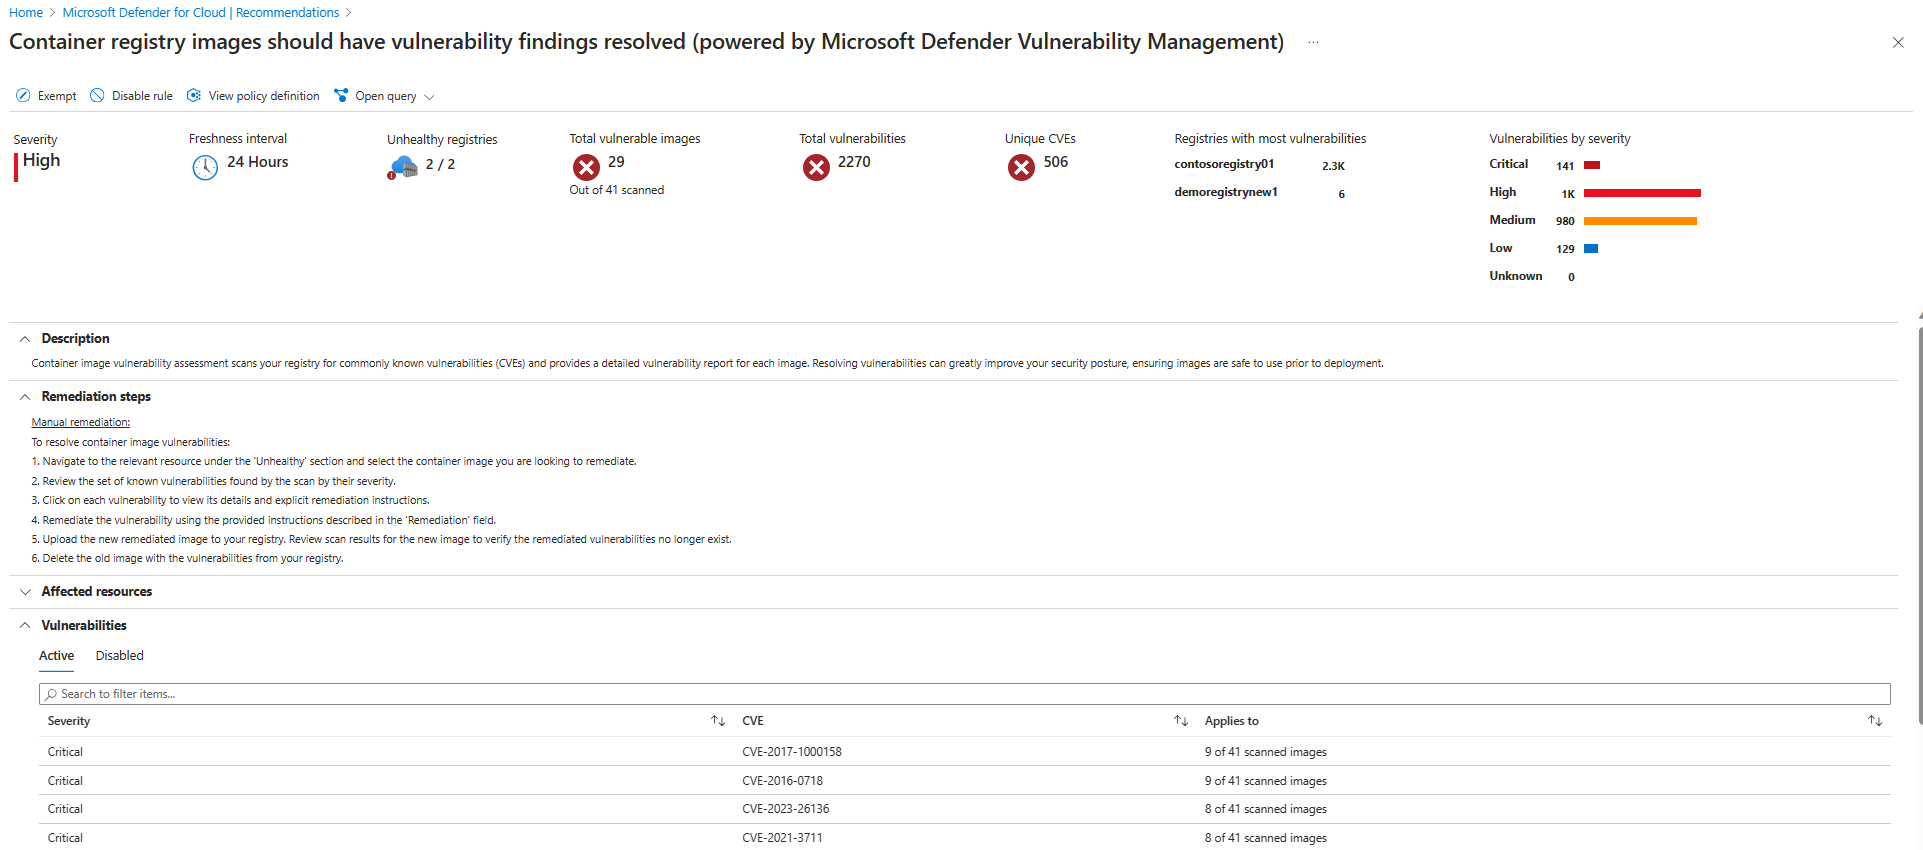 Home > Microsoft Defender for Cloud | Recommendations >
Container registry images should have vulnerability findings resolved (powered by Microsoft Defender Vulnerability Management) ...
Exempt Disable rule View policy definition Open query
Severity
High
Freshness interval
24 Hours
Unhealthy registries
2 / 2
Total vulnerable images
29
Out of 41 scanned
Total vulnerabilities
2270
Unique CVEs
506
Registries with most vulnerabilities
contosoregistry01 2.3K
demoregistrynew1 6
Vulnerabilities by severity
Critical 141
High 1K
Medium 980
Low 129
Unknown 0
Description
Container image vulnerability assessment scans your registry for commonly known vulnerabilities (CVEs) and provides a detailed vulnerability report for each image. Resolving vulnerabilities can greatly improve your security posture, ensuring images are safe to use prior to deployment.
Remediation steps
Manual remediation:
To resolve container image vulnerabilities:
1. Navigate to the relevant resource under the 'Unhealthy' section and select the container image you are looking to remediate.
2. Review the set of known vulnerabilities found by the scan by their severity.
3. Click on each vulnerability to view its details and explicit remediation instructions.
4. Remediate the vulnerability using the provided instructions described in the 'Remediation' field.
5. Upload the new remediated image to your registry. Review scan results for the new image to verify the remediated vulnerabilities no longer exist.
6. Delete the old image with the vulnerabilities from your registry.
Affected resources
Vulnerabilities
Active Disabled
Search to filter items...
Severity CVE Applies to
Critical CVE-2017-1000158 9 of 41 scanned images
Critical CVE-2016-0718 9 of 41 scanned images
Critical CVE-2023-26136 8 of 41 scanned images
Critical CVE-2021-3711 8 of 41 scanned images